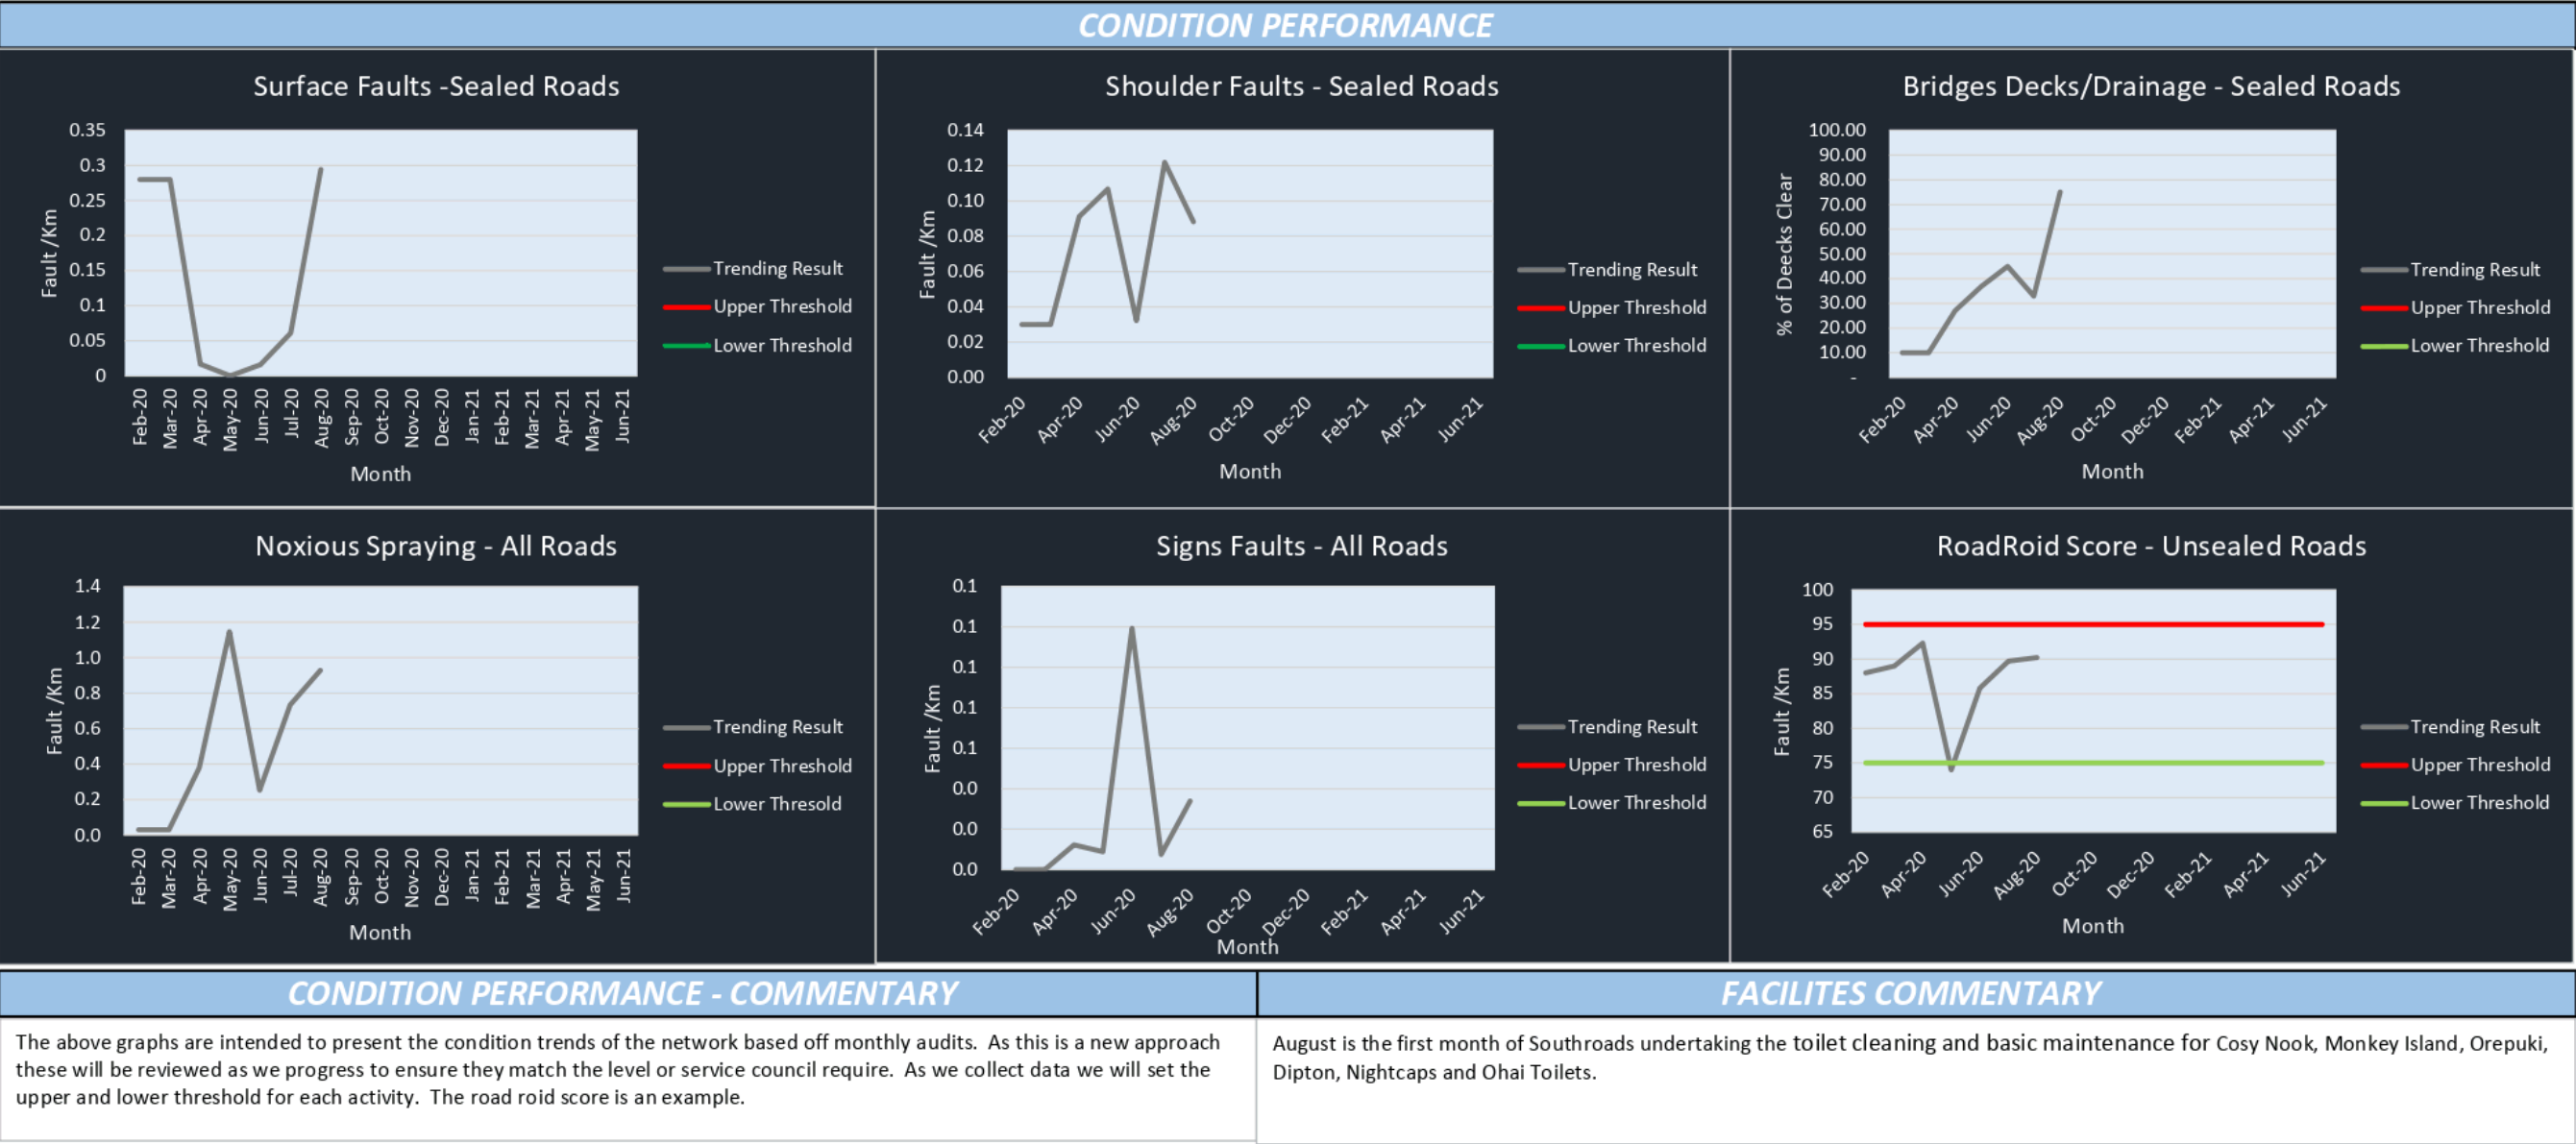 CONDITION PERFORMANCE
Surface Faults -Sealed Roads
0.35
0.3
0.25
0.2
0.15
0.1
0.05
0
Fault /Km
Feb-20
Mar-20
Apr-20
May-20
Jun-20
Jul-20
Aug-20
Sep-20
Oct-20
Nov-20
Dec-20
Jan-21
Feb-21
Mar-21
Apr-21
May-21
Jun-21
Month
Trending Result
Upper Threshold
Lower Threshold
Shoulder Faults - Sealed Roads
0.14
0.12
0.10
0.08
0.06
0.04
0.02
0.00
Fault /Km
Feb-20
Apr-20
Jun-20
Aug-20
Oct-20
Dec-20
Feb-21
Apr-21
Jun-21
Month
Trending Result
Upper Threshold
Lower Threshold
Bridges Decks/Drainage - Sealed Roads
100.00
90.00
80.00
70.00
60.00
50.00
40.00
30.00
20.00
10.00
-
% of Deecks Clear
Feb-20
Apr-20
Jun-20
Aug-20
Oct-20
Dec-20
Feb-21
Apr-21
Jun-21
Month
Trending Result
Upper Threshold
Lower Threshold
Noxious Spraying - All Roads
1.4
1.2
1.0
0.8
0.6
0.4
0.2
0.0
Fault /Km
Feb-20
Mar-20
Apr-20
May-20
Jun-20
Jul-20
Aug-20
Sep-20
Oct-20
Nov-20
Dec-20
Jan-21
Feb-21
Mar-21
Apr-21
May-21
Jun-21
Month
Trending Result
Upper Threshold
Lower Thresold
Signs Faults - All Roads
0.1
0.1
0.1
0.1
0.1
0.0
0.0
0.0
Fault /Km
Feb-20
Apr-20
Jun-20
Aug-20
Oct-20
Dec-20
Feb-21
Apr-21
Jun-21
Month
Trending Result
Upper Threshold
Lower Threshold
RoadRoid Score - Unsealed Roads
100
95
90
85
80
75
70
65
Fault /Km
Feb-20
Apr-20
Jun-20
Aug-20
Oct-20
Dec-20
Feb-21
Apr-21
Jun-21
Month
Trending Result
Upper Threshold
Lower Threshold
CONDITION PERFORMANCE - COMMENTARY
The above graphs are intended to present the condition trends of the network based off monthly audits. As this is a new approach
these will be reviewed as we progress to ensure they match the level or service council require. As we collect data we will set the
upper and lower threshold for each activity. The road roid score is an example.
FACILITES COMMENTARY
August is the first month of Southroads undertaking the toilet cleaning and basic maintenance for Cosy Nook, Monkey Island, Orepuki,
Dipton, Nightcaps and Ohai Toilets.